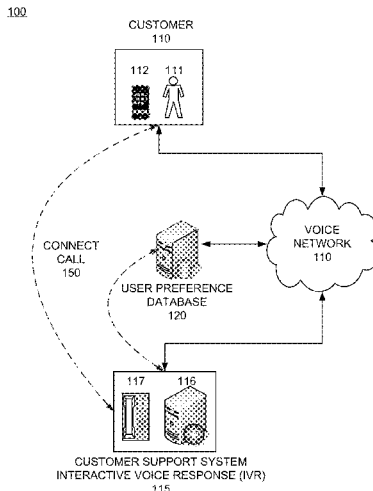 100
CUSTOMER
110
112 111
CONNECT
CALL
150
USER PREFERENCE
DATABASE
120
VOICE
NETWORK
110
117 116
CUSTOMER SUPPORT SYSTEM
INTERACTIVE VOICE RESPONSE (IVR)
115